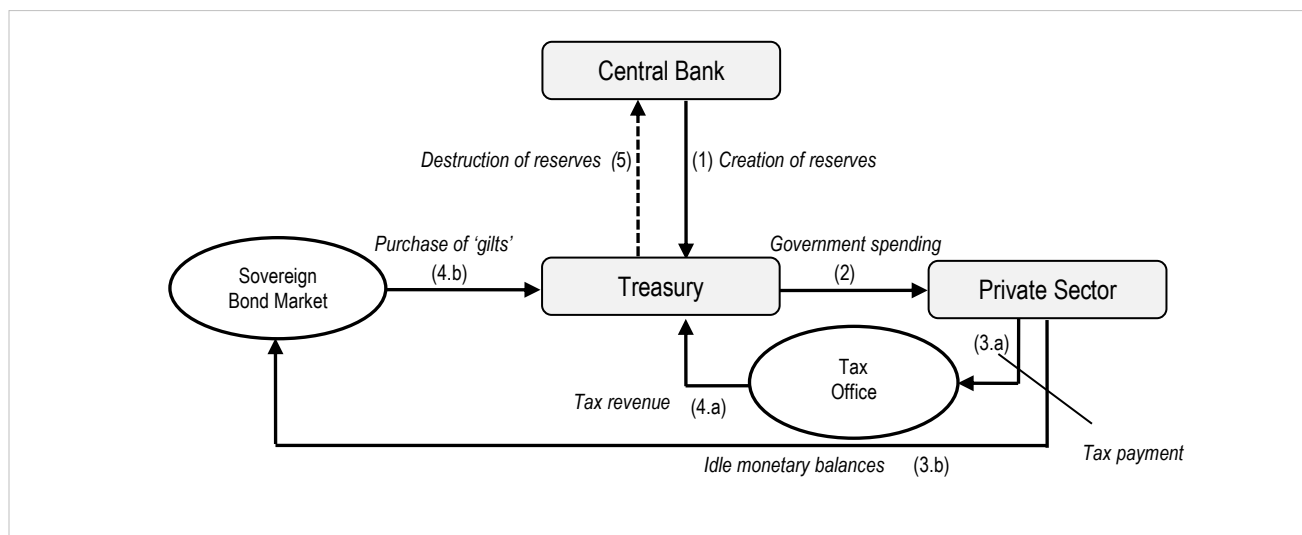 Central Bank
Destruction of reserves (5)
(1) Creation of reserves
Purchase of ‘gilts’
(4.b)
Government spending
(2)
Sovereign
Bond Market
Treasury
Private Sector
(3.a)
Tax
Office
Tax revenue (4.a)
Tax payment
Idle monetary balances (3.b)